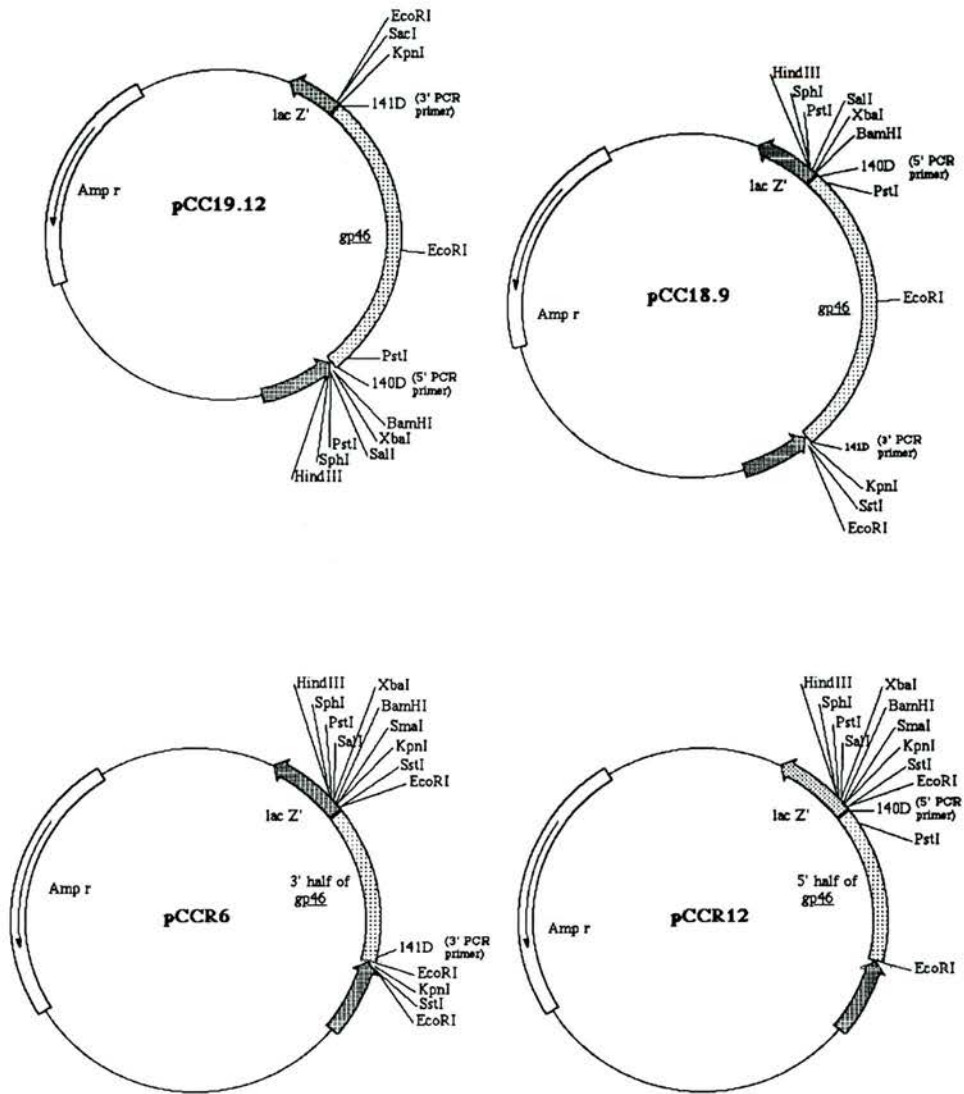 EcoRI
SacI
KpnI
141D (3' PCR
primer)
lac Z'
Amp r
pCC19.12
gp46
EcoRI
PstI
140D (5' PCR
primer)
BamHI
XbaI
SalI
PstI
SphI
HindIII
HindIII
SphI
PstI
SalI
XbaI
BamHI
140D (5' PCR
primer)
PstI
lac Z'
Amp r
pCC18.9
gp46
EcoRI
141D (3' PCR
primer)
KpnI
SstI
EcoRI
HindIII
SphI
PstI
SalI
XbaI
BamHI
SmaI
KpnI
SstI
EcoRI
lac Z'
Amp r
pCCR6
3' half of
gp46
141D (3' PCR
primer)
EcoRI
KpnI
SstI
EcoRI
HindIII
SphI
PstI
SalI
XbaI
BamHI
SmaI
KpnI
SstI
EcoRI
140D (5' PCR
primer)
PstI
lac Z'
Amp r
pCCR12
5' half of
gp46
EcoRI